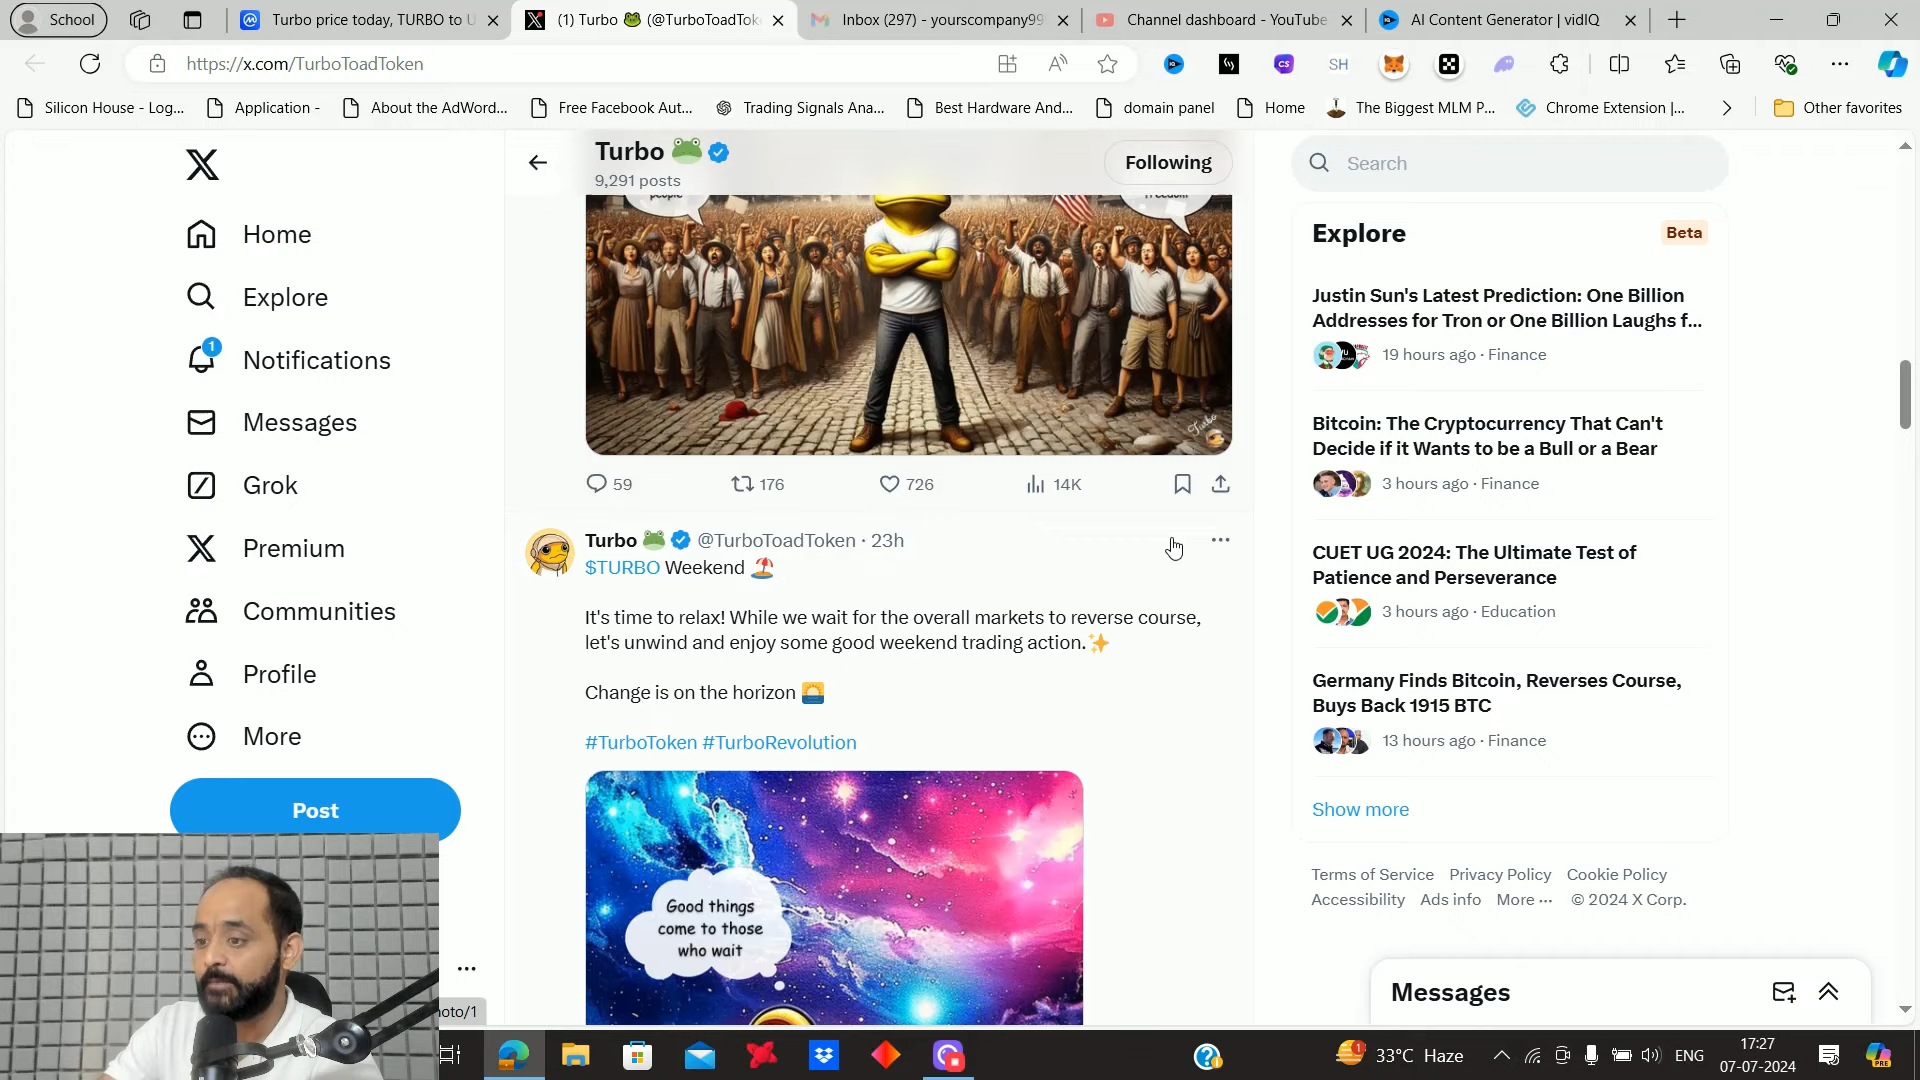 School
Turbo price today, TURBO to U
(1) Turbo 🐸 (@TurboToadTok
Inbox (297) - yourscompany99
Channel dashboard - YouTube
AI Content Generator | vidIQ
https://x.com/TurboToadToken
Silicon House - Log...
Application -
About the AdWord...
Free Facebook Aut...
Trading Signals Ana...
Best Hardware And...
domain panel
Home
The Biggest MLM P...
Chrome Extension |...
Other favorites
Home
Explore
1
Notifications
Messages
Grok
Premium
Communities
Profile
More
Post
Turbo 🐸
9,291 posts
Following
people
freedom
Turbo
59
176
726
14K
Turbo 🐸 @TurboToadToken · 23h
$TURBO Weekend 🏖️
It's time to relax! While we wait for the overall markets to reverse course,
let's unwind and enjoy some good weekend trading action.✨
Change is on the horizon 🌅
#TurboToken #TurboRevolution
Good things
come to those
who wait
Search
Explore
Beta
Justin Sun's Latest Prediction: One Billion
Addresses for Tron or One Billion Laughs f...
19 hours ago · Finance
Bitcoin: The Cryptocurrency That Can't
Decide if it Wants to be a Bull or a Bear
3 hours ago · Finance
CUET UG 2024: The Ultimate Test of
Patience and Perseverance
3 hours ago · Education
Germany Finds Bitcoin, Reverses Course,
Buys Back 1915 BTC
13 hours ago · Finance
Show more
Terms of Service Privacy Policy Cookie Policy
Accessibility Ads info More ··· © 2024 X Corp.
Messages
oto/1
33°C Haze
ENG
17:27
07-07-2024